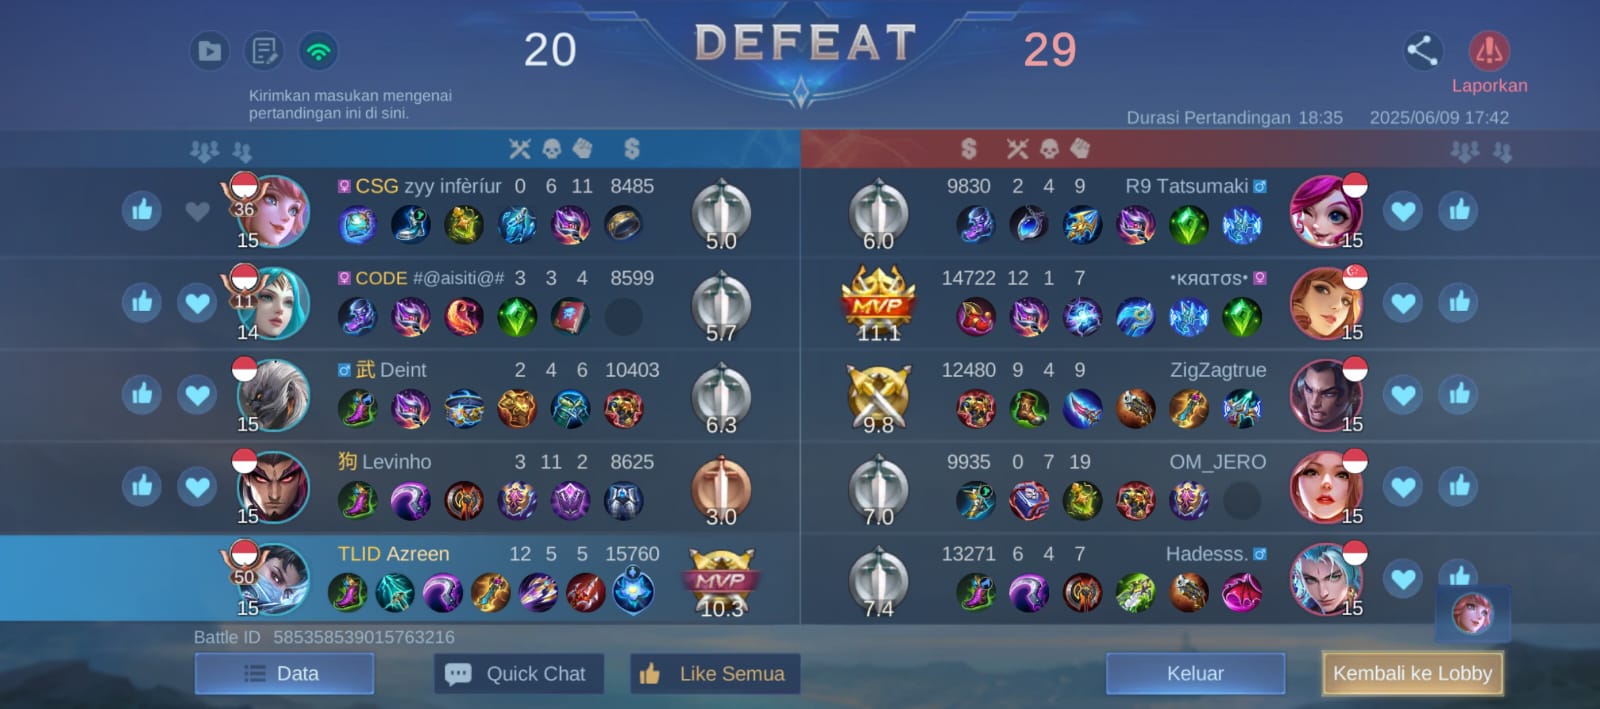 20 DEFEAT 29
Laporkan
Kirimkan masukan mengenai
pertandingan ini di sini.
Durasi Pertandingan 18:35 2025/06/09 17:42
36 15 CSG zyy infèríur 0 6 11 8485 5.0
6.0 9830 2 4 9 R9 Tatsumaki 15
11 14 CODE #@aisiti@# 3 3 4 8599 5.7
MVP 11.1 14722 12 1 7 •кяατσѕ• 15
15 武 Deint 2 4 6 10403 6.3
9.8 12480 9 4 9 ZigZagtrue 15
15 狗 Levinho 3 11 2 8625 3.0
7.0 9935 0 7 19 OM_JERO 15
50 15 TLID Azreen 12 5 5 15760 MVP 10.3
7.4 13271 6 4 7 Hadesss. 15
Battle ID 585358539015763216
Data Quick Chat Like Semua Keluar Kembali ke Lobby